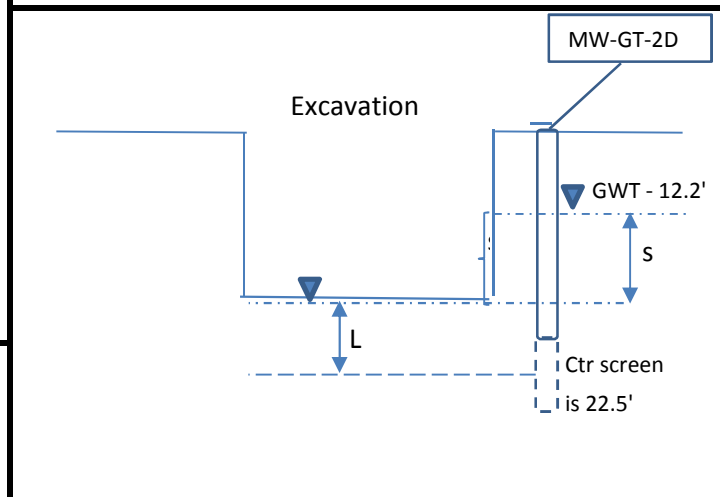 MW-GT-2D
Excavation
GWT - 12.2'
s
L
Ctr screen
is 22.5'